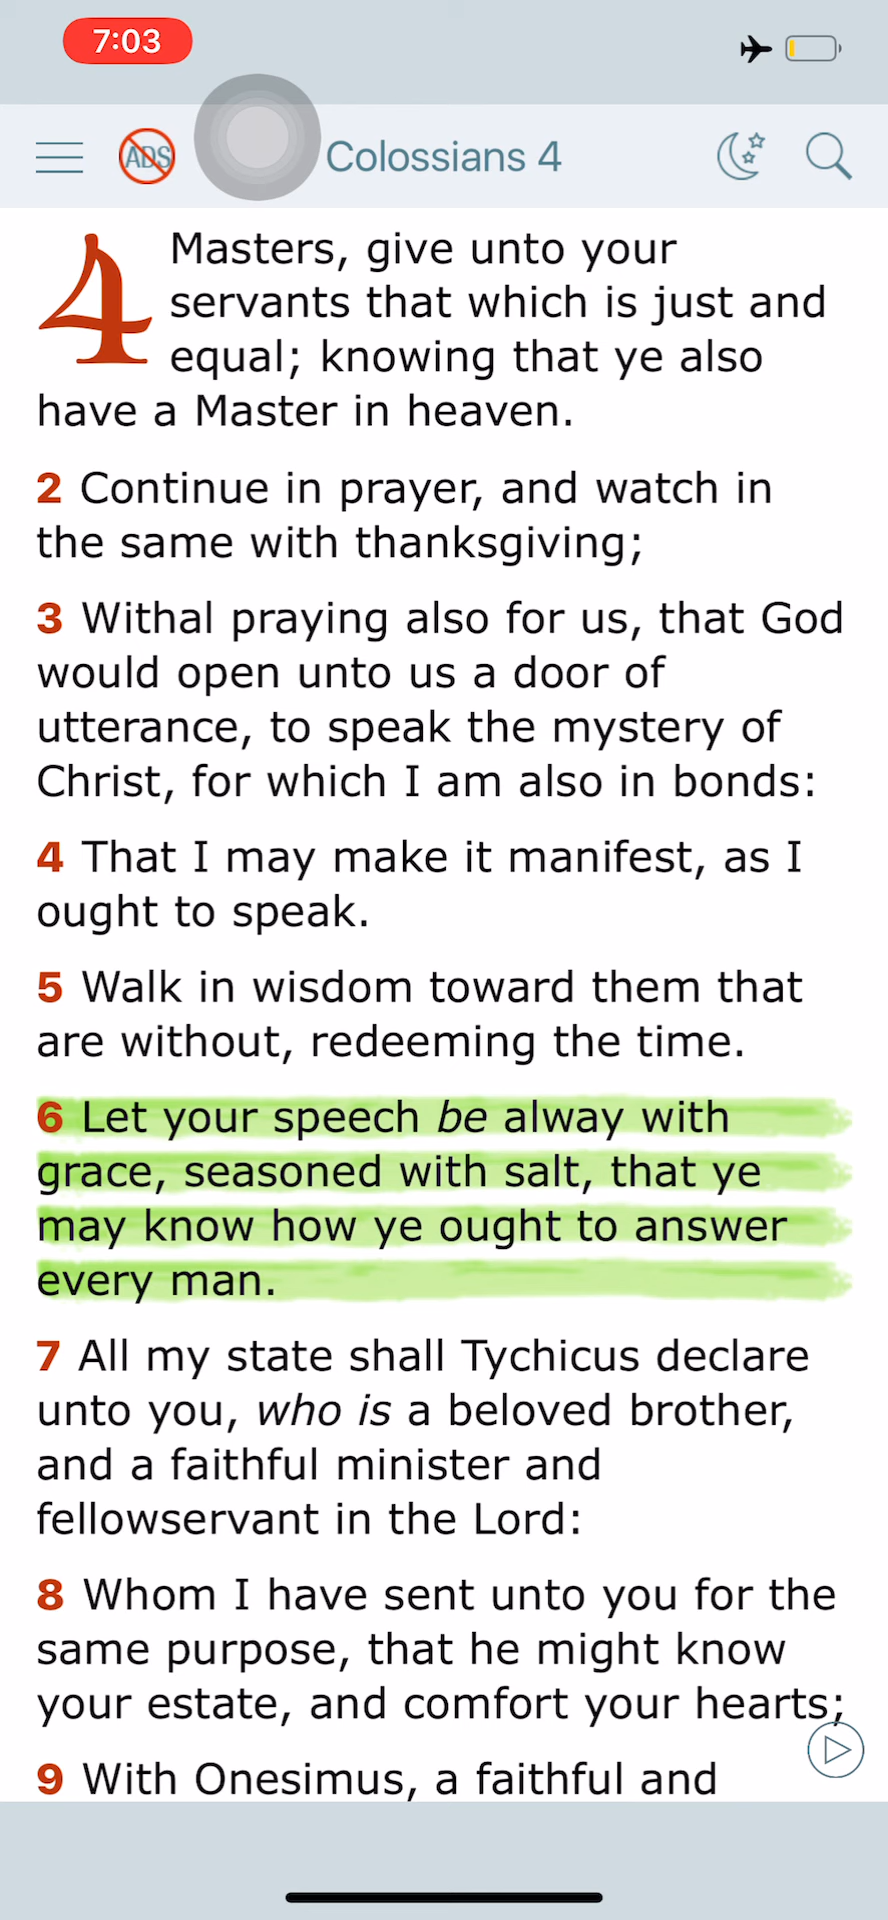 7:03
ADS
Colossians 4
4 Masters, give unto your
servants that which is just and
equal; knowing that ye also
have a Master in heaven.
2 Continue in prayer, and watch in
the same with thanksgiving;
3 Withal praying also for us, that God
would open unto us a door of
utterance, to speak the mystery of
Christ, for which I am also in bonds:
4 That I may make it manifest, as I
ought to speak.
5 Walk in wisdom toward them that
are without, redeeming the time.
6 Let your speech be alway with
grace, seasoned with salt, that ye
may know how ye ought to answer
every man.
7 All my state shall Tychicus declare
unto you, who is a beloved brother,
and a faithful minister and
fellowservant in the Lord:
8 Whom I have sent unto you for the
same purpose, that he might know
your estate, and comfort your hearts;
9 With Onesimus, a faithful and